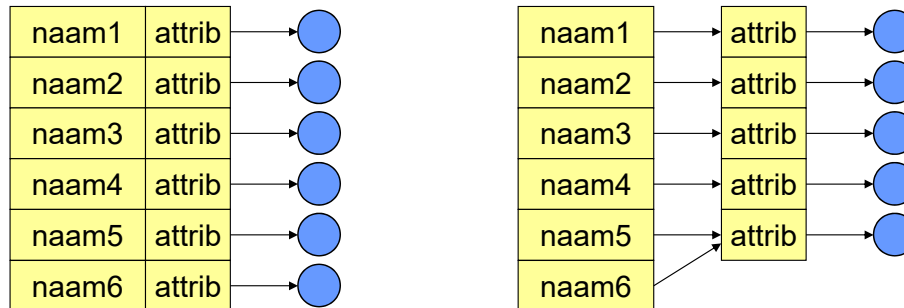 naam1 attrib naam1 attrib
naam2 attrib naam2 attrib
naam3 attrib naam3 attrib
naam4 attrib naam4 attrib
naam5 attrib naam5 attrib
naam6 attrib naam6